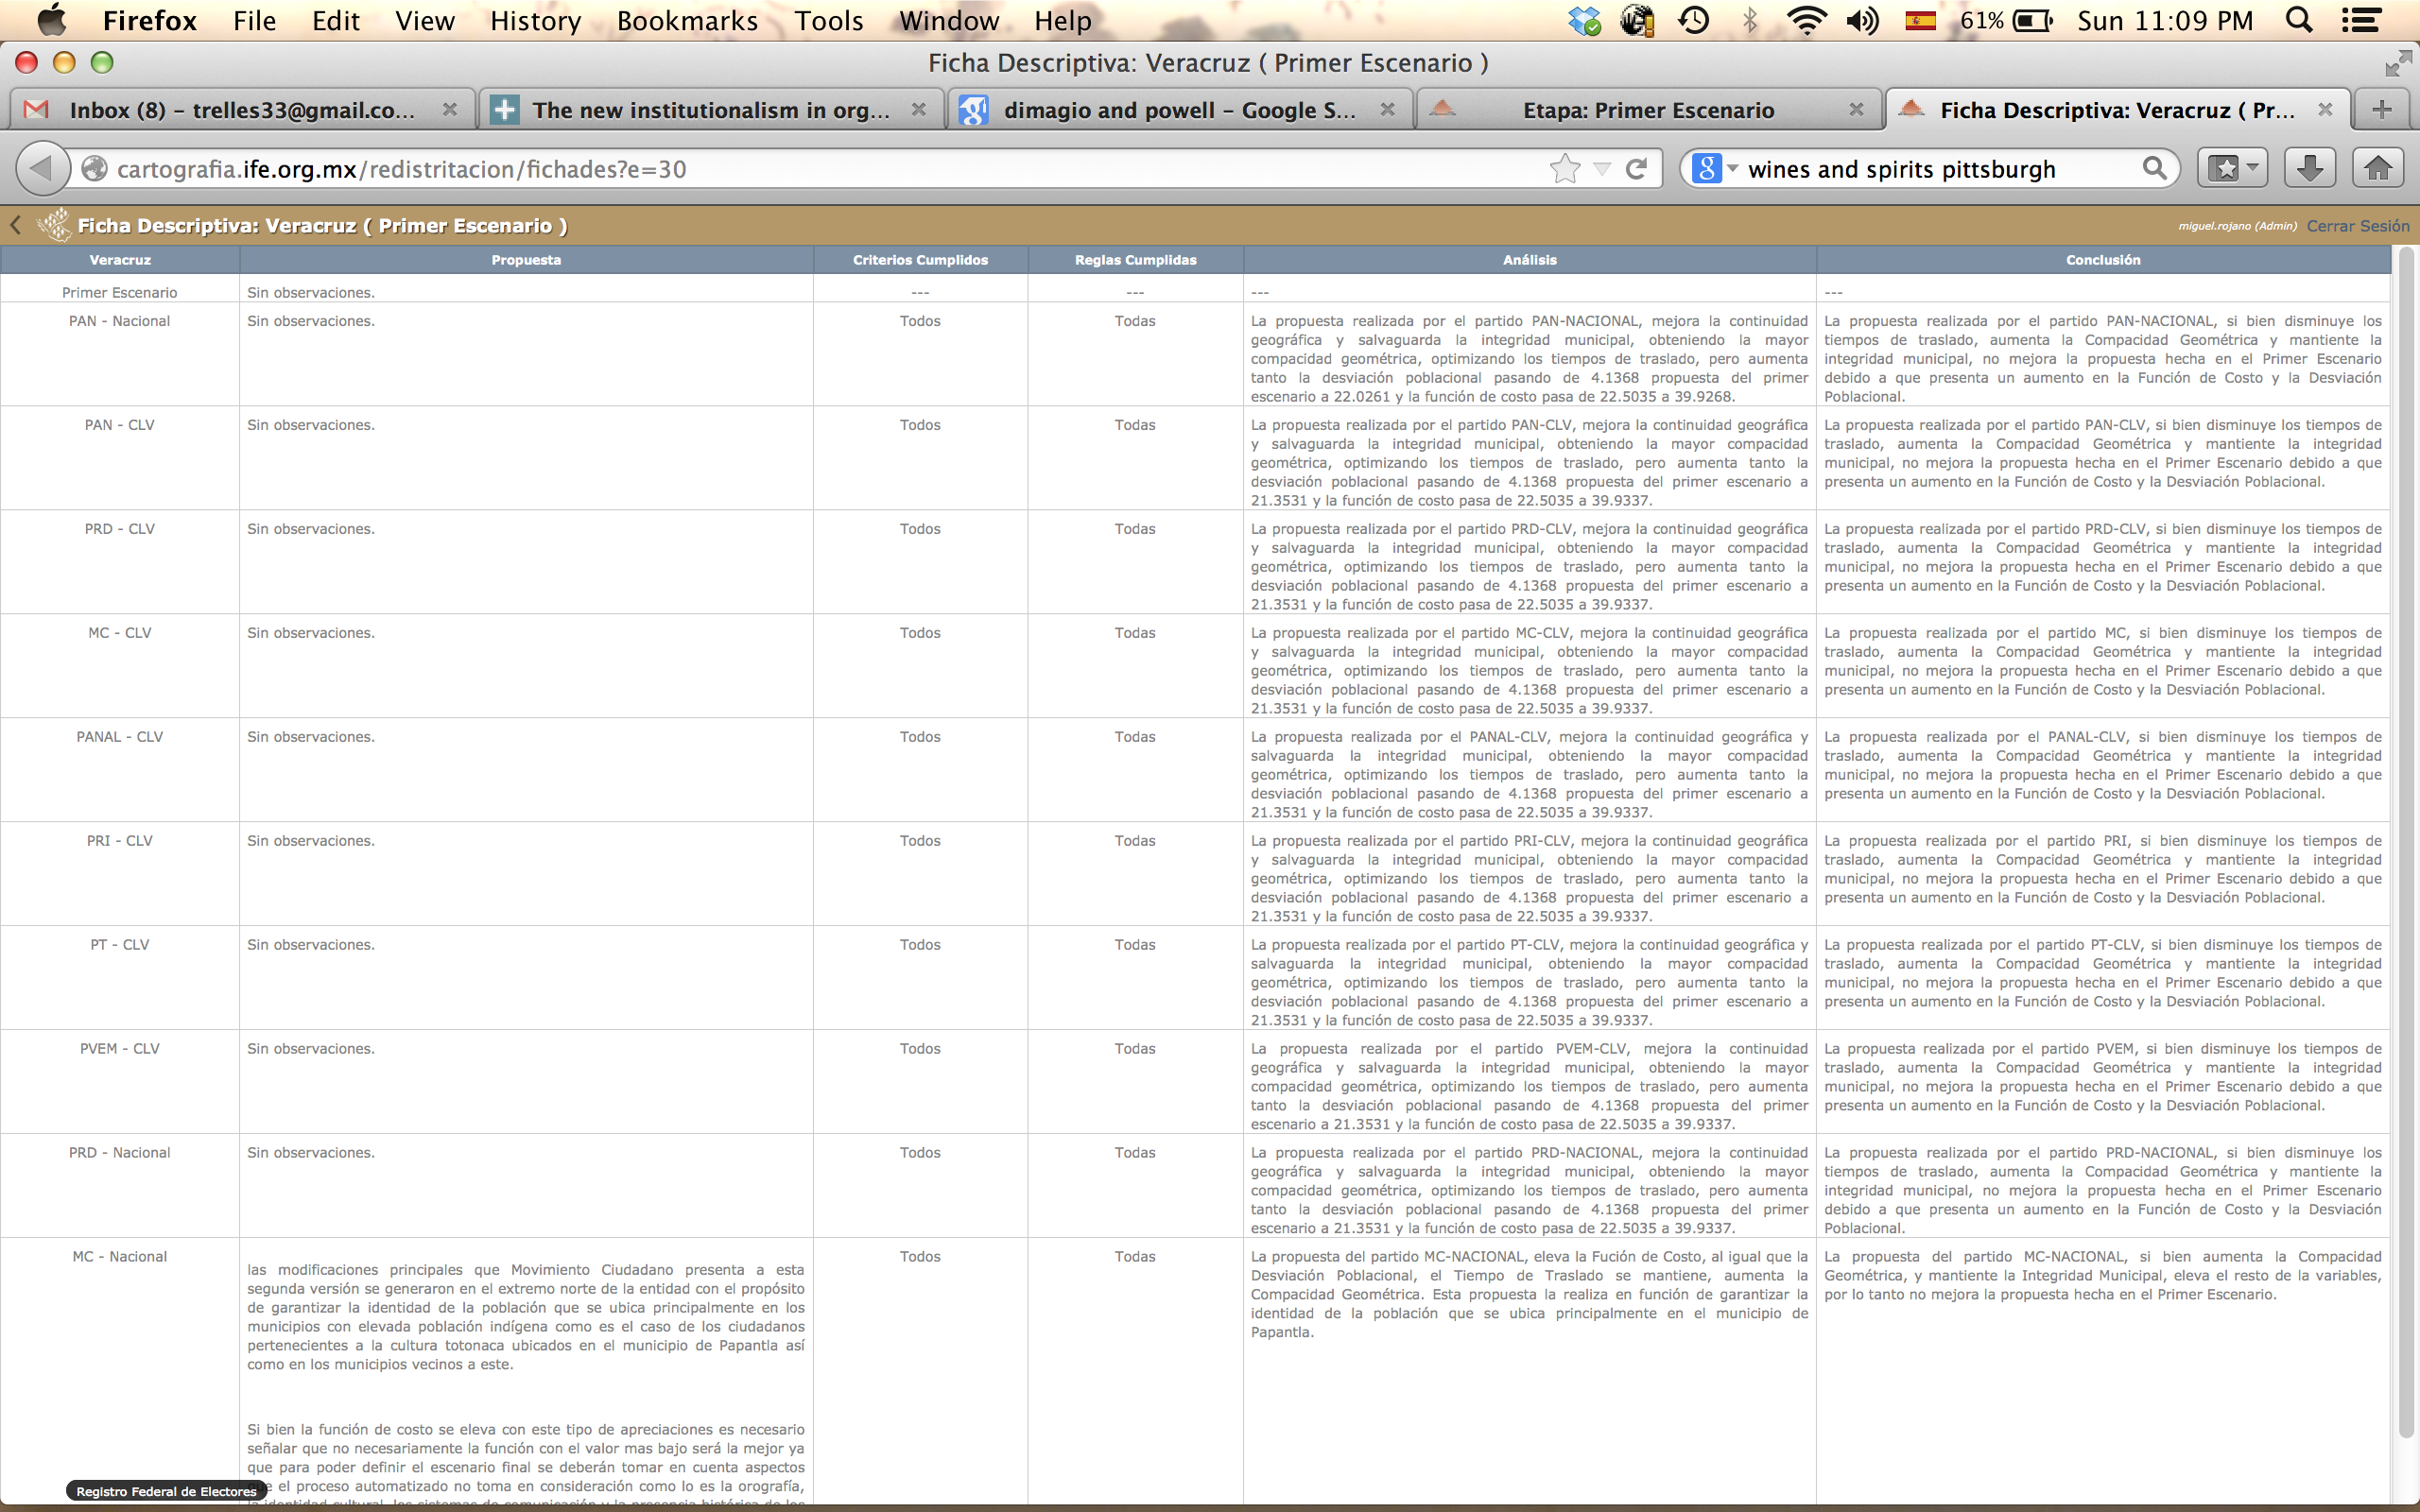 Firefox File Edit View History Bookmarks Tools Window Help 61% Sun 11:09 PM
Ficha Descriptiva: Veracruz ( Primer Escenario )
Inbox (8) – trelles33@gmail.co... The new institutionalism in org... dimagio and powell – Google S... Etapa: Primer Escenario Ficha Descriptiva: Veracruz ( Pr...
cartografia.ife.org.mx/redistritacion/fichades?e=30 wines and spirits pittsburgh
Ficha Descriptiva: Veracruz ( Primer Escenario ) miguel.rojano (Admin) Cerrar Sesión
Veracruz Propuesta Criterios Cumplidos Reglas Cumplidas Análisis Conclusión
Primer Escenario Sin observaciones. --- --- --- ---
PAN - Nacional Sin observaciones. Todos Todas
La propuesta realizada por el partido PAN-NACIONAL, mejora la continuidad
geográfica y salvaguarda la integridad municipal, obteniendo la mayor
compacidad geométrica, optimizando los tiempos de traslado, pero aumenta
tanto la desviación poblacional pasando de 4.1368 propuesta del primer
escenario a 22.0261 y la función de costo pasa de 22.5035 a 39.9268.
La propuesta realizada por el partido PAN-NACIONAL, si bien disminuye los
tiempos de traslado, aumenta la Compacidad Geométrica y mantiente la
integridad municipal, no mejora la propuesta hecha en el Primer Escenario
debido a que presenta un aumento en la Función de Costo y la Desviación
Poblacional.
PAN - CLV Sin observaciones. Todos Todas
La propuesta realizada por el partido PAN-CLV, mejora la continuidad geográfica
y salvaguarda la integridad municipal, obteniendo la mayor compacidad
geométrica, optimizando los tiempos de traslado, pero aumenta tanto la
desviación poblacional pasando de 4.1368 propuesta del primer escenario a
21.3531 y la función de costo pasa de 22.5035 a 39.9337.
La propuesta realizada por el partido PAN-CLV, si bien disminuye los tiempos de
traslado, aumenta la Compacidad Geométrica y mantiente la integridad
municipal, no mejora la propuesta hecha en el Primer Escenario debido a que
presenta un aumento en la Función de Costo y la Desviación Poblacional.
PRD - CLV Sin observaciones. Todos Todas
La propuesta realizada por el partido PRD-CLV, mejora la continuidad geográfica
y salvaguarda la integridad municipal, obteniendo la mayor compacidad
geométrica, optimizando los tiempos de traslado, pero aumenta tanto la
desviación poblacional pasando de 4.1368 propuesta del primer escenario a
21.3531 y la función de costo pasa de 22.5035 a 39.9337.
La propuesta realizada por el partido PRD-CLV, si bien disminuye los tiempos de
traslado, aumenta la Compacidad Geométrica y mantiente la integridad
municipal, no mejora la propuesta hecha en el Primer Escenario debido a que
presenta un aumento en la Función de Costo y la Desviación Poblacional.
MC - CLV Sin observaciones. Todos Todas
La propuesta realizada por el partido MC-CLV, mejora la continuidad geográfica
y salvaguarda la integridad municipal, obteniendo la mayor compacidad
geométrica, optimizando los tiempos de traslado, pero aumenta tanto la
desviación poblacional pasando de 4.1368 propuesta del primer escenario a
21.3531 y la función de costo pasa de 22.5035 a 39.9337.
La propuesta realizada por el partido MC, si bien disminuye los tiempos de
traslado, aumenta la Compacidad Geométrica y mantiente la integridad
municipal, no mejora la propuesta hecha en el Primer Escenario debido a que
presenta un aumento en la Función de Costo y la Desviación Poblacional.
PANAL - CLV Sin observaciones. Todos Todas
La propuesta realizada por el PANAL-CLV, mejora la continuidad geográfica y
salvaguarda la integridad municipal, obteniendo la mayor compacidad
geométrica, optimizando los tiempos de traslado, pero aumenta tanto la
desviación poblacional pasando de 4.1368 propuesta del primer escenario a
21.3531 y la función de costo pasa de 22.5035 a 39.9337.
La propuesta realizada por el PANAL-CLV, si bien disminuye los tiempos de
traslado, aumenta la Compacidad Geométrica y mantiente la integridad
municipal, no mejora la propuesta hecha en el Primer Escenario debido a que
presenta un aumento en la Función de Costo y la Desviación Poblacional.
PRI - CLV Sin observaciones. Todos Todas
La propuesta realizada por el partido PRI-CLV, mejora la continuidad geográfica
y salvaguarda la integridad municipal, obteniendo la mayor compacidad
geométrica, optimizando los tiempos de traslado, pero aumenta tanto la
desviación poblacional pasando de 4.1368 propuesta del primer escenario a
21.3531 y la función de costo pasa de 22.5035 a 39.9337.
La propuesta realizada por el partido PRI, si bien disminuye los tiempos de
traslado, aumenta la Compacidad Geométrica y mantiente la integridad
municipal, no mejora la propuesta hecha en el Primer Escenario debido a que
presenta un aumento en la Función de Costo y la Desviación Poblacional.
PT - CLV Sin observaciones. Todos Todas
La propuesta realizada por el partido PT-CLV, mejora la continuidad geográfica y
salvaguarda la integridad municipal, obteniendo la mayor compacidad
geométrica, optimizando los tiempos de traslado, pero aumenta tanto la
desviación poblacional pasando de 4.1368 propuesta del primer escenario a
21.3531 y la función de costo pasa de 22.5035 a 39.9337.
La propuesta realizada por el partido PT-CLV, si bien disminuye los tiempos de
traslado, aumenta la Compacidad Geométrica y mantiente la integridad
municipal, no mejora la propuesta hecha en el Primer Escenario debido a que
presenta un aumento en la Función de Costo y la Desviación Poblacional.
PVEM - CLV Sin observaciones. Todos Todas
La propuesta realizada por el partido PVEM-CLV, mejora la continuidad
geográfica y salvaguarda la integridad municipal, obteniendo la mayor
compacidad geométrica, optimizando los tiempos de traslado, pero aumenta
tanto la desviación poblacional pasando de 4.1368 propuesta del primer
escenario a 21.3531 y la función de costo pasa de 22.5035 a 39.9337.
La propuesta realizada por el partido PVEM, si bien disminuye los tiempos de
traslado, aumenta la Compacidad Geométrica y mantiente la integridad
municipal, no mejora la propuesta hecha en el Primer Escenario debido a que
presenta un aumento en la Función de Costo y la Desviación Poblacional.
PRD - Nacional Sin observaciones. Todos Todas
La propuesta realizada por el partido PRD-NACIONAL, mejora la continuidad
geográfica y salvaguarda la integridad municipal, obteniendo la mayor
compacidad geométrica, optimizando los tiempos de traslado, pero aumenta
tanto la desviación poblacional pasando de 4.1368 propuesta del primer
escenario a 21.3531 y la función de costo pasa de 22.5035 a 39.9337.
La propuesta realizada por el partido PRD-NACIONAL, si bien disminuye los
tiempos de traslado, aumenta la Compacidad Geométrica y mantiente la
integridad municipal, no mejora la propuesta hecha en el Primer Escenario
debido a que presenta un aumento en la Función de Costo y la Desviación
Poblacional.
MC - Nacional
las modificaciones principales que Movimiento Ciudadano presenta a esta
segunda versión se generaron en el extremo norte de la entidad con el propósito
de garantizar la identidad de la población que se ubica principalmente en los
municipios con elevada población indígena como es el caso de los ciudadanos
pertenecientes a la cultura totonaca ubicados en el municipio de Papantla así
como en los municipios vecinos a este.
Si bien la función de costo se eleva con este tipo de apreciaciones es necesario
señalar que no necesariamente la función con el valor mas bajo será la mejor ya
que para poder definir el escenario final se deberán tomar en cuenta aspectos
el proceso automatizado no toma en consideración como lo es la orografía,
la identidad cultural, los sistemas de comunicación y la presencia histórica de los
Todos Todas
La propuesta del partido MC-NACIONAL, eleva la Fución de Costo, al igual que la
Desviación Poblacional, el Tiempo de Traslado se mantiene, aumenta la
Compacidad Geométrica. Esta propuesta la realiza en función de garantizar la
identidad de la población que se ubica principalmente en el municipio de
Papantla.
La propuesta del partido MC-NACIONAL, si bien aumenta la Compacidad
Geométrica, y mantiente la Integridad Municipal, eleva el resto de la variables,
por lo tanto no mejora la propuesta hecha en el Primer Escenario.
Registro Federal de Electores